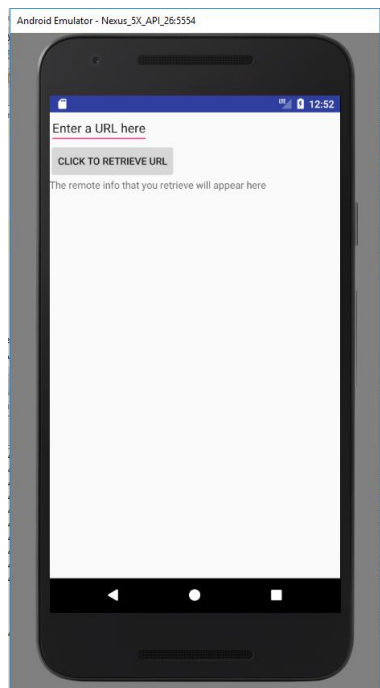 Android Emulator - Nexus_5X_API_26:5554
12:52
Enter a URL here
CLICK TO RETRIEVE URL
The remote info that you retrieve will appear here